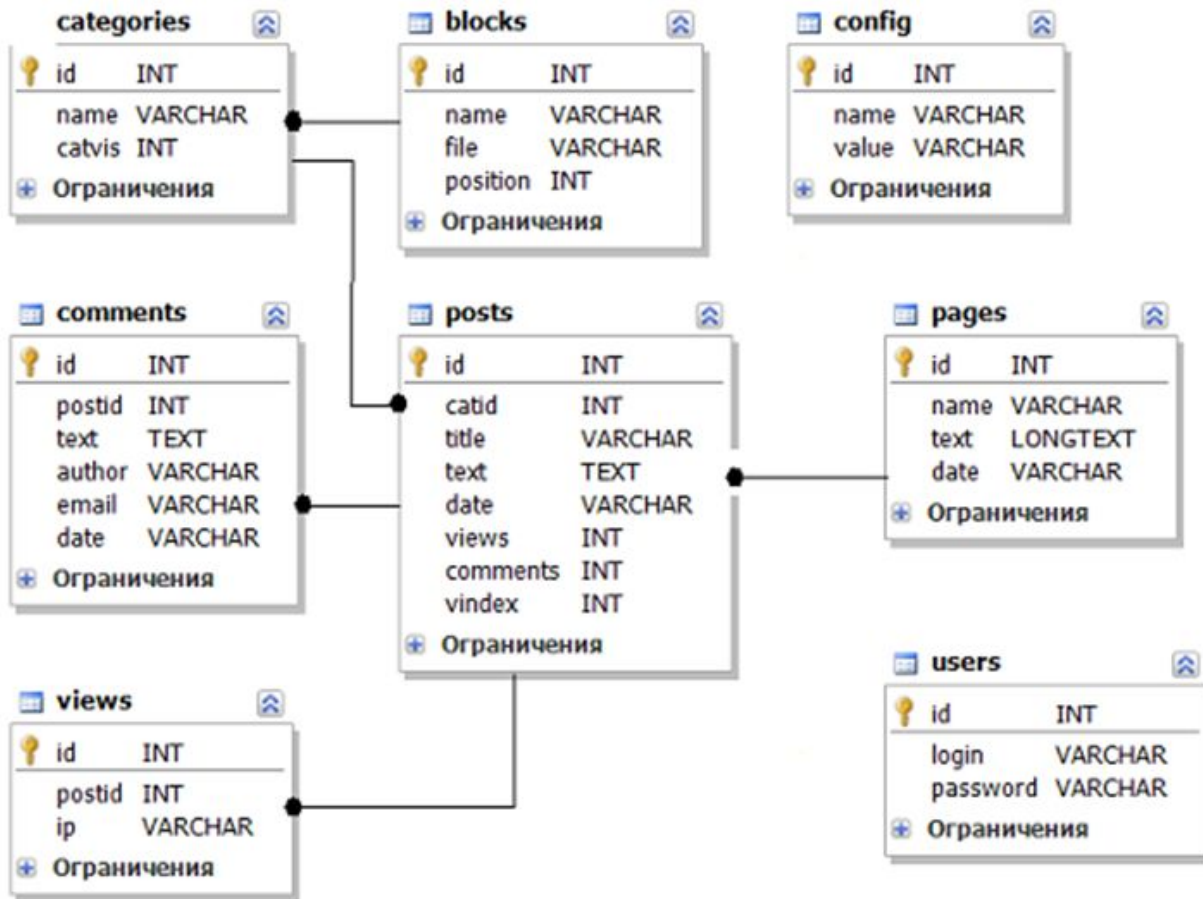 categories
id INT
name VARCHAR
catvis INT
Ограничения
blocks
id INT
name VARCHAR
file VARCHAR
position INT
Ограничения
config
id INT
name VARCHAR
value VARCHAR
Ограничения
comments
id INT
postid INT
text TEXT
author VARCHAR
email VARCHAR
date VARCHAR
Ограничения
posts
id INT
catid INT
title VARCHAR
text TEXT
date VARCHAR
views INT
comments INT
vindex INT
Ограничения
pages
id INT
name VARCHAR
text LONGTEXT
date VARCHAR
Ограничения
views
id INT
postid INT
ip VARCHAR
Ограничения
users
id INT
login VARCHAR
password VARCHAR
Ограничения